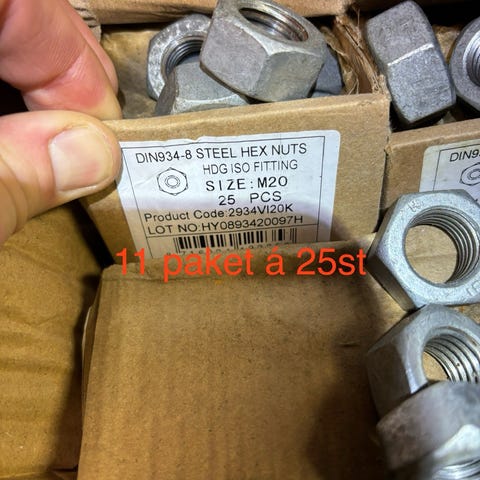 DIN934-8 STEEL HEX NUTS
HDG ISO FITTING
SIZE: M20
25 PCS
Product Code:2934VI20K
LOT NO:HY0893420097H
11 paket á 25st